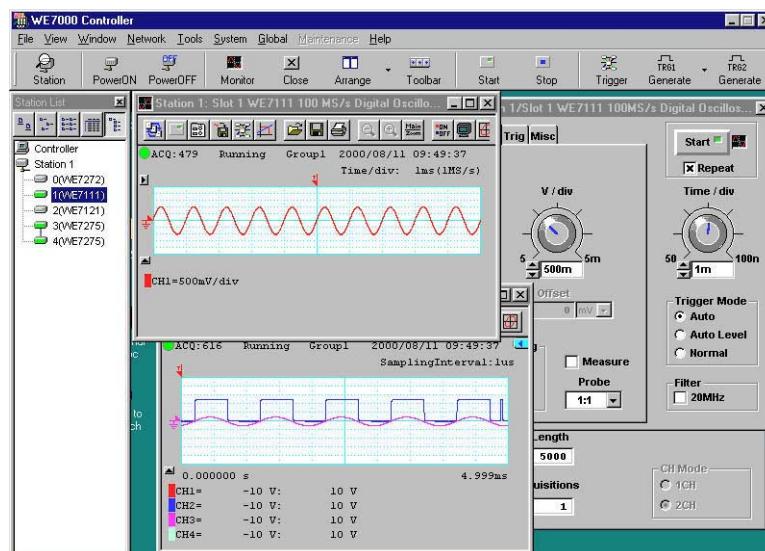 WE7000 Controller
File View Window Network Tools System Global Maintenance Help
Station PowerON PowerOFF Monitor Close Arrange Toolbar Start Stop Trigger TRG1 Generate TRG2 Generate
Station List
Controller
Station 1
0(WE7272)
1(WE7111)
2(WE7121)
3(WE7275)
4(WE7275)
Station 1: Slot 1 WE7111 100 MS/s Digital Oscillo...
ACQ:479 Running Group1 2000/08/11 09:49:37
Time/div: 1ms(1MS/s)
CH1=500mV/div
n 1/Slot 1 WE7111 100MS/s Digital Oscillos...
Trig Misc
Start
Repeat
V / div
5 5m
500m
Time / div
50 100n
1m
Offset
0 mV
Trigger Mode
Auto
Auto Level
Normal
Measure
Probe
1:1
Filter
20MHz
Length
5000
uisitions
1
CH Mode
1CH
2CH
ACQ:616 Running Group1 2000/08/11 09:49:37
SamplingInterval:1us
0.000000 s 4.999ms
CH1= -10 V: 10 V
CH2= -10 V: 10 V
CH3= -10 V: 10 V
CH4= -10 V: 10 V